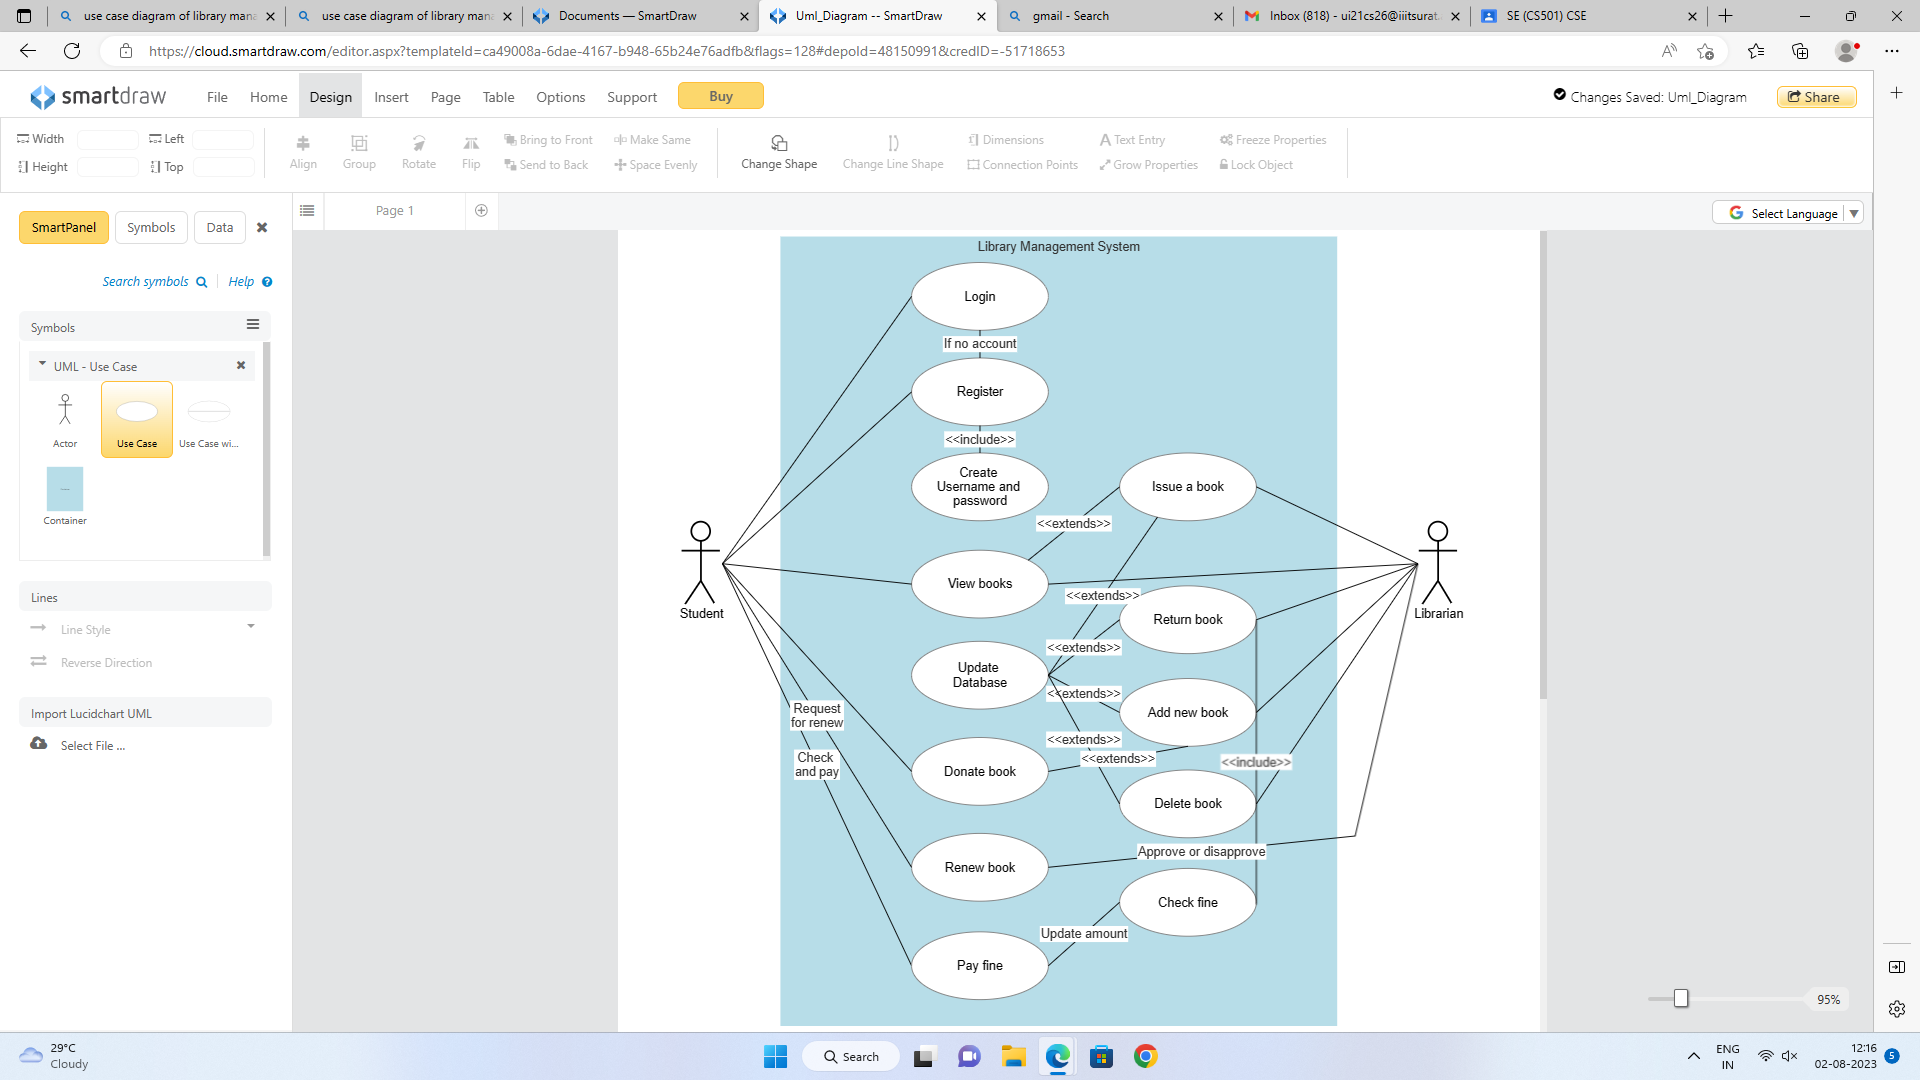 use case diagram of library mana
use case diagram of library mana
Documents — SmartDraw
Uml_Diagram -- SmartDraw
gmail - Search
Inbox (818) - ui21cs26@iiitsurat.
SE (CS501) CSE
https://cloud.smartdraw.com/editor.aspx?templateId=ca49008a-6dae-4167-b948-65b24e76adfb&flags=128#depoId=48150991&credID=-51718653
smartdraw
File
Home
Design
Insert
Page
Table
Options
Support
Buy
Changes Saved: Uml_Diagram
Share
Width
Left
Height
Top
Align
Group
Rotate
Flip
Bring to Front
Send to Back
Make Same
Space Evenly
Change Shape
Change Line Shape
Dimensions
Connection Points
Text Entry
Grow Properties
Freeze Properties
Lock Object
SmartPanel
Symbols
Data
Page 1
Select Language
Search symbols
Help
Symbols
UML - Use Case
Actor
Use Case
Use Case wi...
Container
Lines
Line Style
Reverse Direction
Import Lucidchart UML
Select File ...
Library Management System
Login
If no account
Register
<<include>>
Create
Username and
password
Issue a book
<<extends>>
View books
<<extends>>
Return book
Student
Librarian
<<extends>>
Update
Database
<<extends>>
Add new book
Request
for renew
<<extends>>
<<extends>>
<<include>>
Check
and pay
Donate book
Delete book
Approve or disapprove
Renew book
Check fine
Update amount
Pay fine
95%
29°C
Cloudy
Search
ENG
IN
12:16
02-08-2023
5